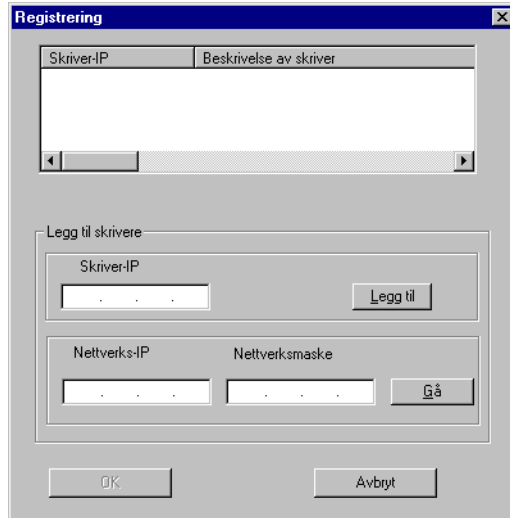 Registrering
Skriver-IP Beskrivelse av skriver
Legg til skrivere
Skriver-IP
. . . Legg til
Nettverks-IP Nettverksmaske
. . . . . . Gå
OK Avbryt